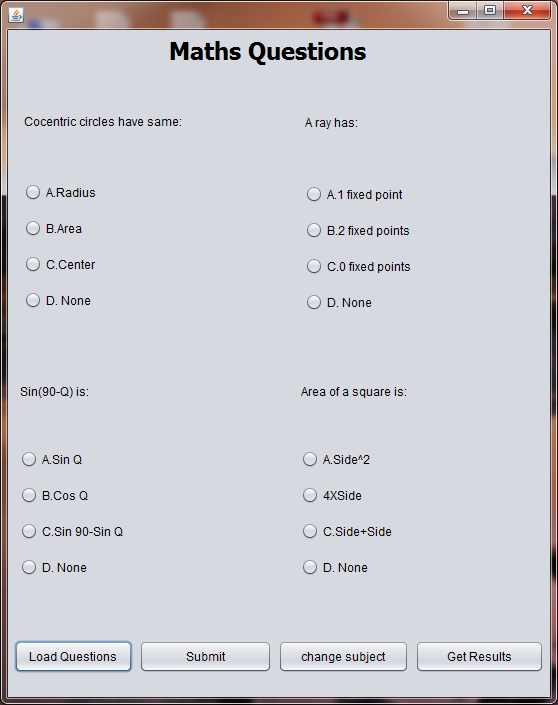 Maths Questions
Cocentric circles have same:
A.Radius
B.Area
C.Center
D. None
A ray has:
A.1 fixed point
B.2 fixed points
C.0 fixed points
D. None
Sin(90-Q) is:
A.Sin Q
B.Cos Q
C.Sin 90-Sin Q
D. None
Area of a square is:
A.Side^2
4XSide
C.Side+Side
D. None
Load Questions
Submit
change subject
Get Results